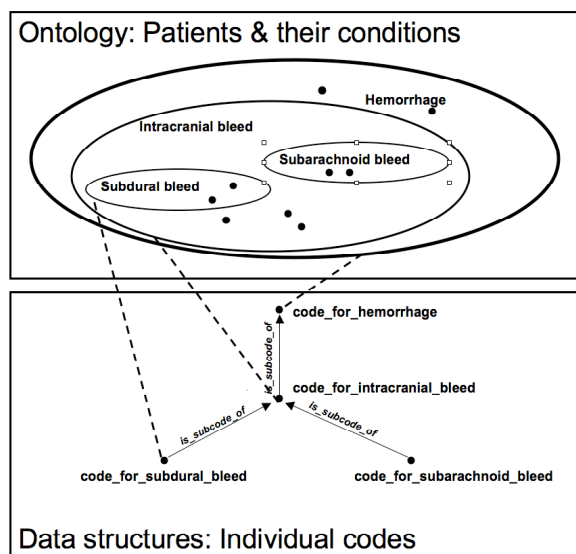 Ontology: Patients & their conditions
Hemorrhage
Intracranial bleed
Subarachnoid bleed
Subdural bleed
code_for_hemorrhage
is_subcode_of
code_for_intracranial_bleed
is_subcode_of
is_subcode_of
code_for_subdural_bleed
code_for_subarachnoid_bleed
Data structures: Individual codes